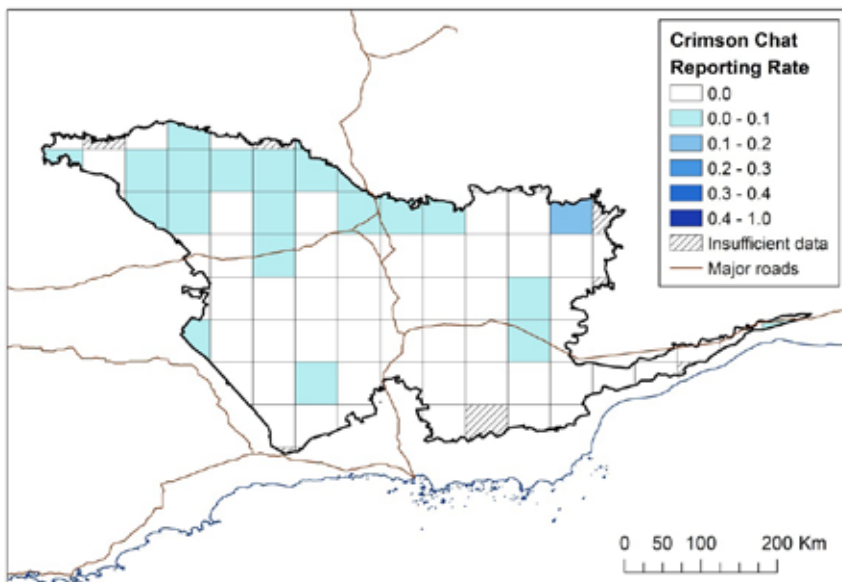 Crimson Chat
Reporting Rate
0.0
0.0 - 0.1
0.1 - 0.2
0.2 - 0.3
0.3 - 0.4
0.4 - 1.0
Insufficient data
Major roads
0 50 100 200 Km